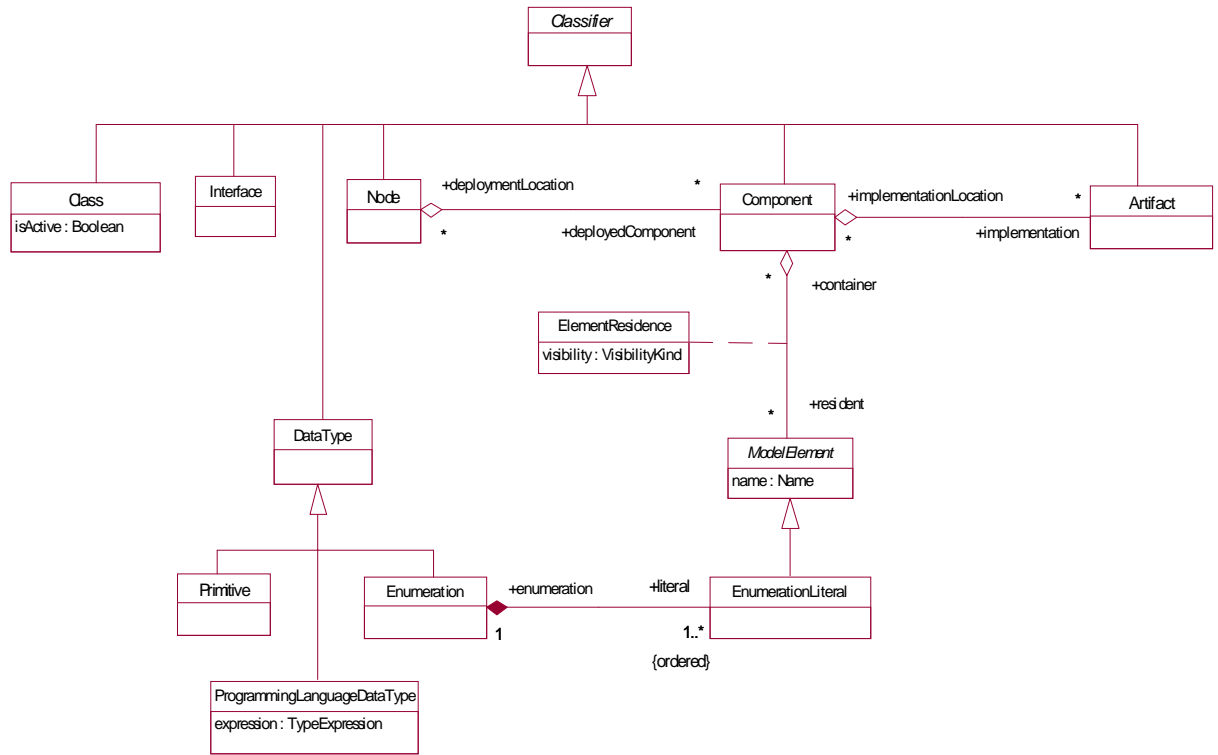 Classifier
Class
isActive : Boolean
Interface
Node
+deploymentLocation
*
*
+deployedComponent
Component
+implementationLocation
*
*
+implementation
Artifact
*
+container
ElementResidence
visibility : VisibilityKind
*
+resident
DataType
ModelElement
name : Name
Primitive
Enumeration
+enumeration
+literal
1
1..*
{ordered}
EnumerationLiteral
ProgrammingLanguageDataType
expression : TypeExpression